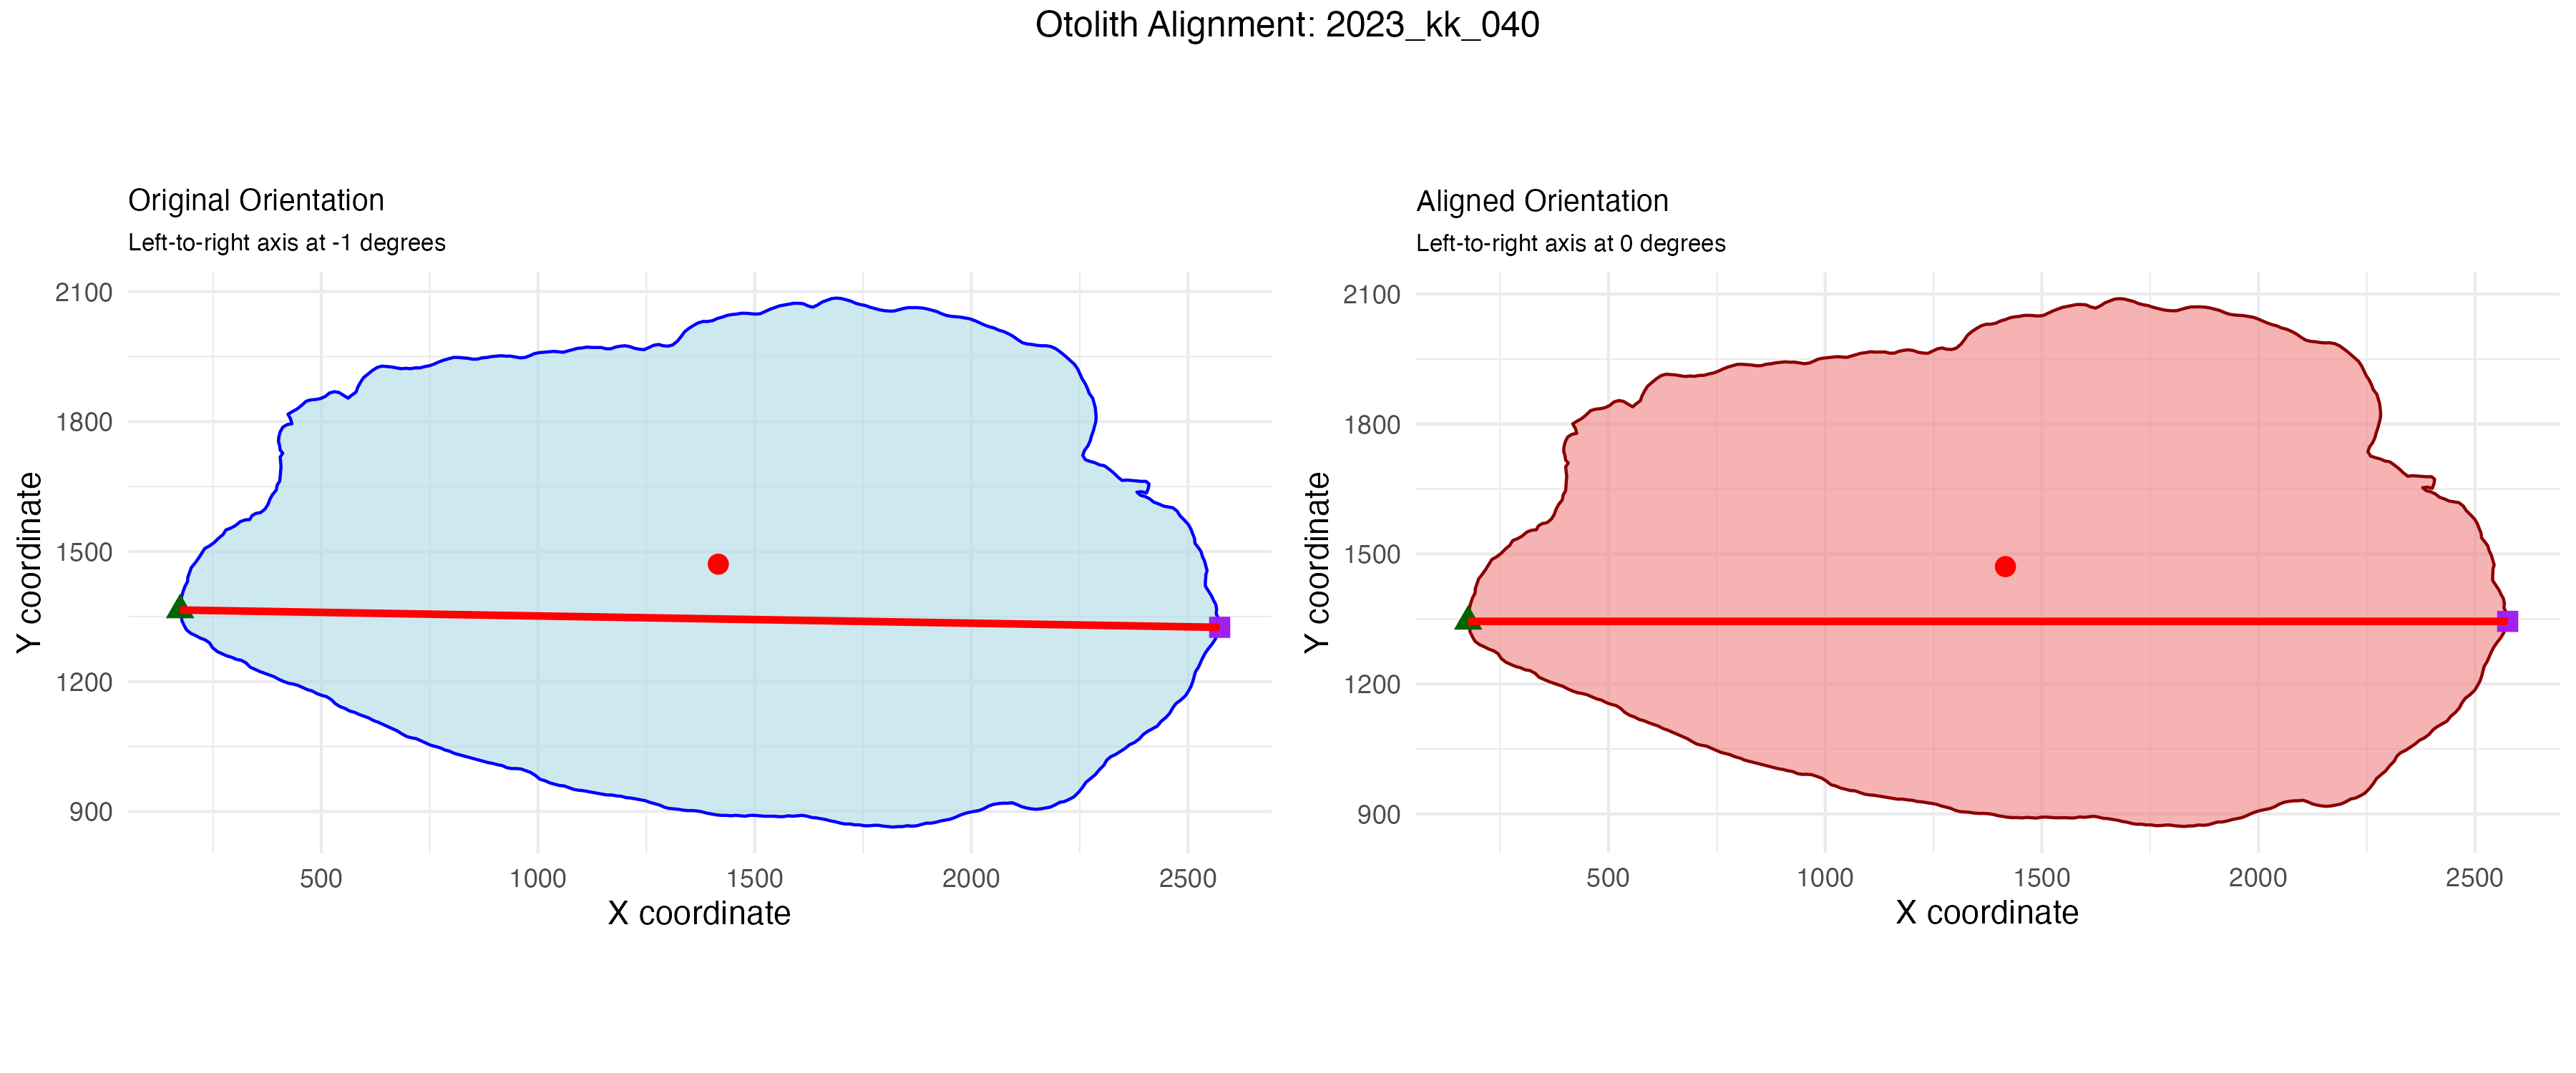 Otolith Alignment: 2023_kk_040
Original Orientation
Left-to-right axis at -1 degrees
2100
1800
1500
1200
900
Y coordinate
500 1000 1500 2000 2500
X coordinate
Aligned Orientation
Left-to-right axis at 0 degrees
2100
1800
1500
1200
900
Y coordinate
500 1000 1500 2000 2500
X coordinate